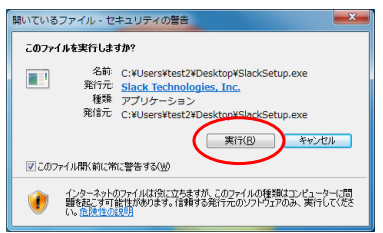 開いているファイル - セキュリティの警告
このファイルを実行しますか?
名前: C:¥Users¥test2¥Desktop¥SlackSetup.exe
発行元: Slack Technologies, Inc.
種類: アプリケーション
発信元: C:¥Users¥test2¥Desktop¥SlackSetup.exe
実行(R) キャンセル
このファイル開く前に常に警告する(W)
インターネットのファイルは役に立ちますが、このファイルの種類はコンピューターに問
題を起こす可能性があります。信頼する発行元のソフトウェアのみ、実行してくださ
い。危険性の説明